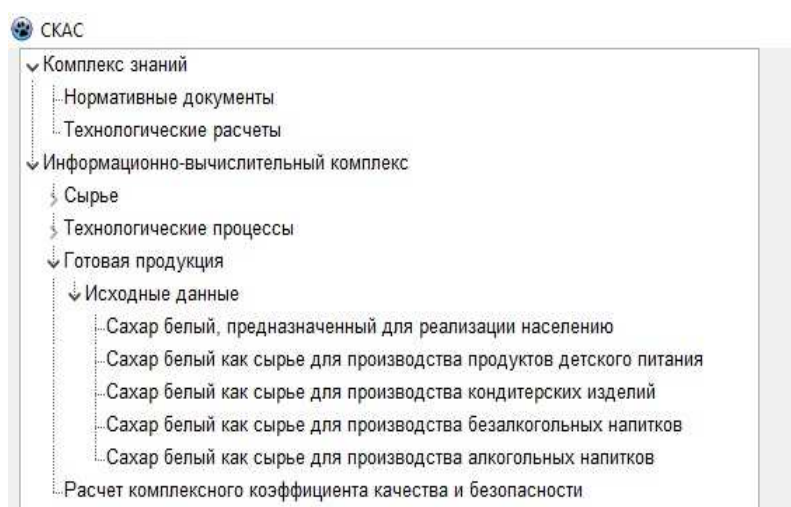 СКАС
Комплекс знаний
Нормативные документы
Технологические расчеты
Информационно-вычислительный комплекс
Сырье
Технологические процессы
Готовая продукция
Исходные данные
Сахар белый, предназначенный для реализации населению
Сахар белый как сырье для производства продуктов детского питания
Сахар белый как сырье для производства кондитерских изделий
Сахар белый как сырье для производства безалкогольных напитков
Сахар белый как сырье для производства алкогольных напитков
Расчет комплексного коэффициента качества и безопасности